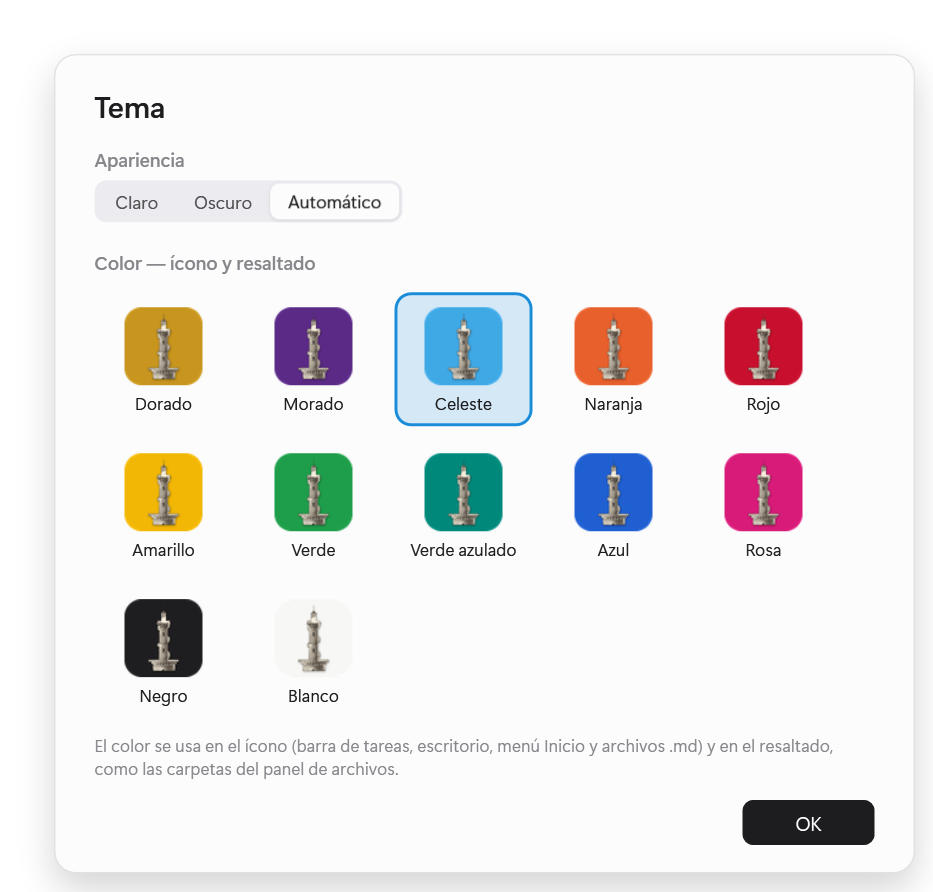 Tema
Apariencia
Claro Oscuro Automático
Color — ícono y resaltado
Dorado Morado Celeste Naranja Rojo
Amarillo Verde Verde azulado Azul Rosa
Negro Blanco
El color se usa en el ícono (barra de tareas, escritorio, menú Inicio y archivos .md) y en el resaltado,
como las carpetas del panel de archivos.
OK